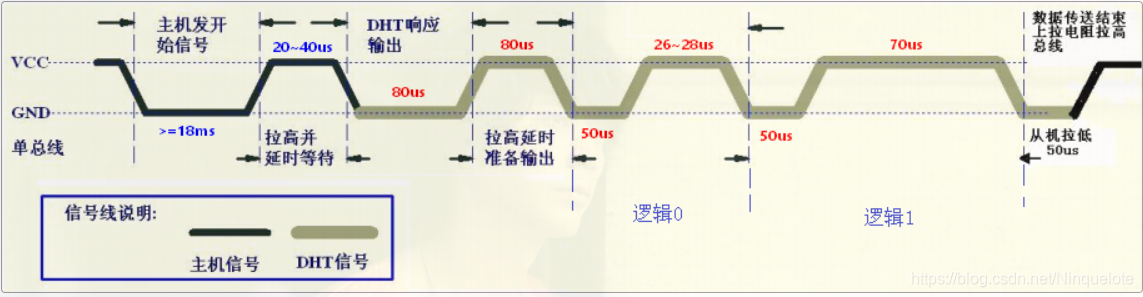 主机发开
始信号
20~40us
DHT响应
输出
80us
26~28us
70us
数据传送结束
上拉电阻拉高
总线
VCC
80us
GND
>=18ms
50us
50us
单总线
拉高并
延时等待
拉高延时
准备输出
从机拉低
50us
逻辑0
逻辑1
信号线说明:
主机信号
DHT信号
https://blog.csdn.net/Ninquelote